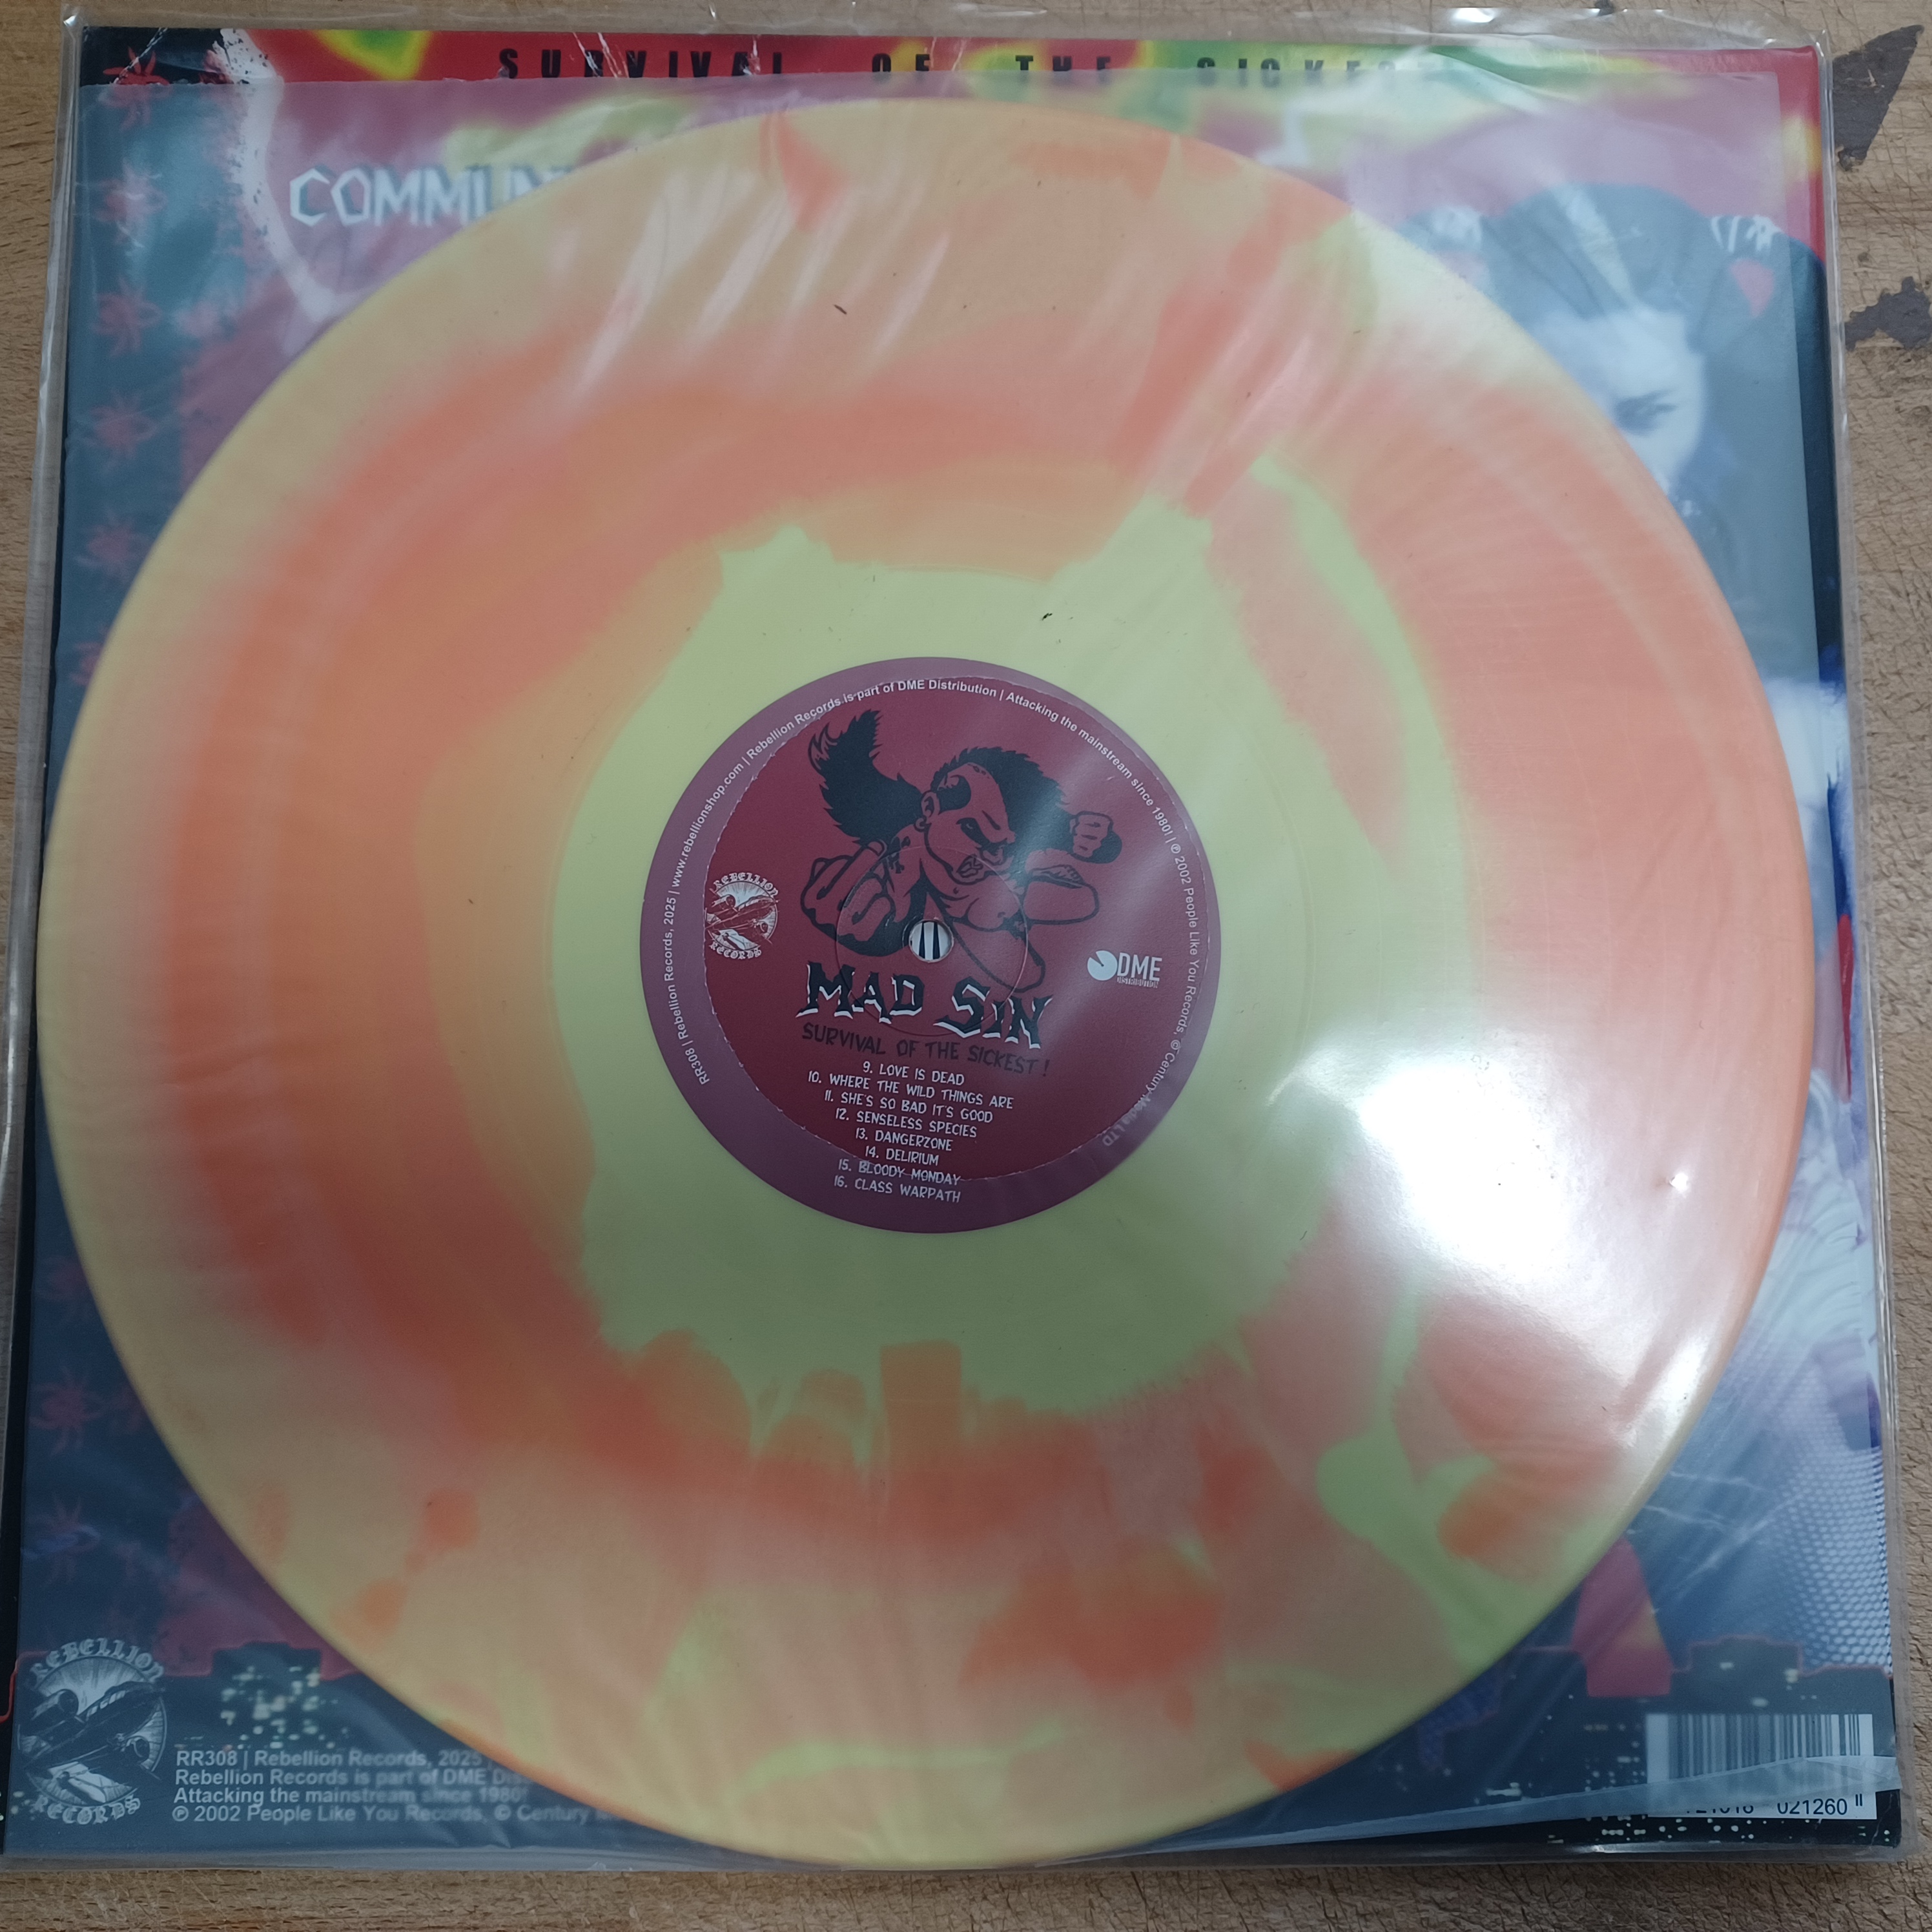 SURVIVAL OF THE
REBELLION
RECORDS
RR308 | Rebellion Records, 2025 | www.rebellionshop.com | Rebellion Records is part of DME Distribution | Attacking the mainstream since 1980! | ℗ 2002 People Like You Records, © Century LTD
DME
DISTRIBUTION
MAD SIN
SURVIVAL OF THE SICKEST!
9. LOVE IS DEAD
10. WHERE THE WILD THINGS ARE
11. SHE'S SO BAD IT'S GOOD
12. SENSELESS SPECIES
13. DANGERZONE
14. DELIRIUM
15. BLOODY MONDAY
16. CLASS WARPATH
REBELLION
RECORDS
RR308 | Rebellion Records, 2025
Rebellion Records is part of DME
Attacking the mainstream since 1980!
℗ 2002 People Like You Records, © Century
021260